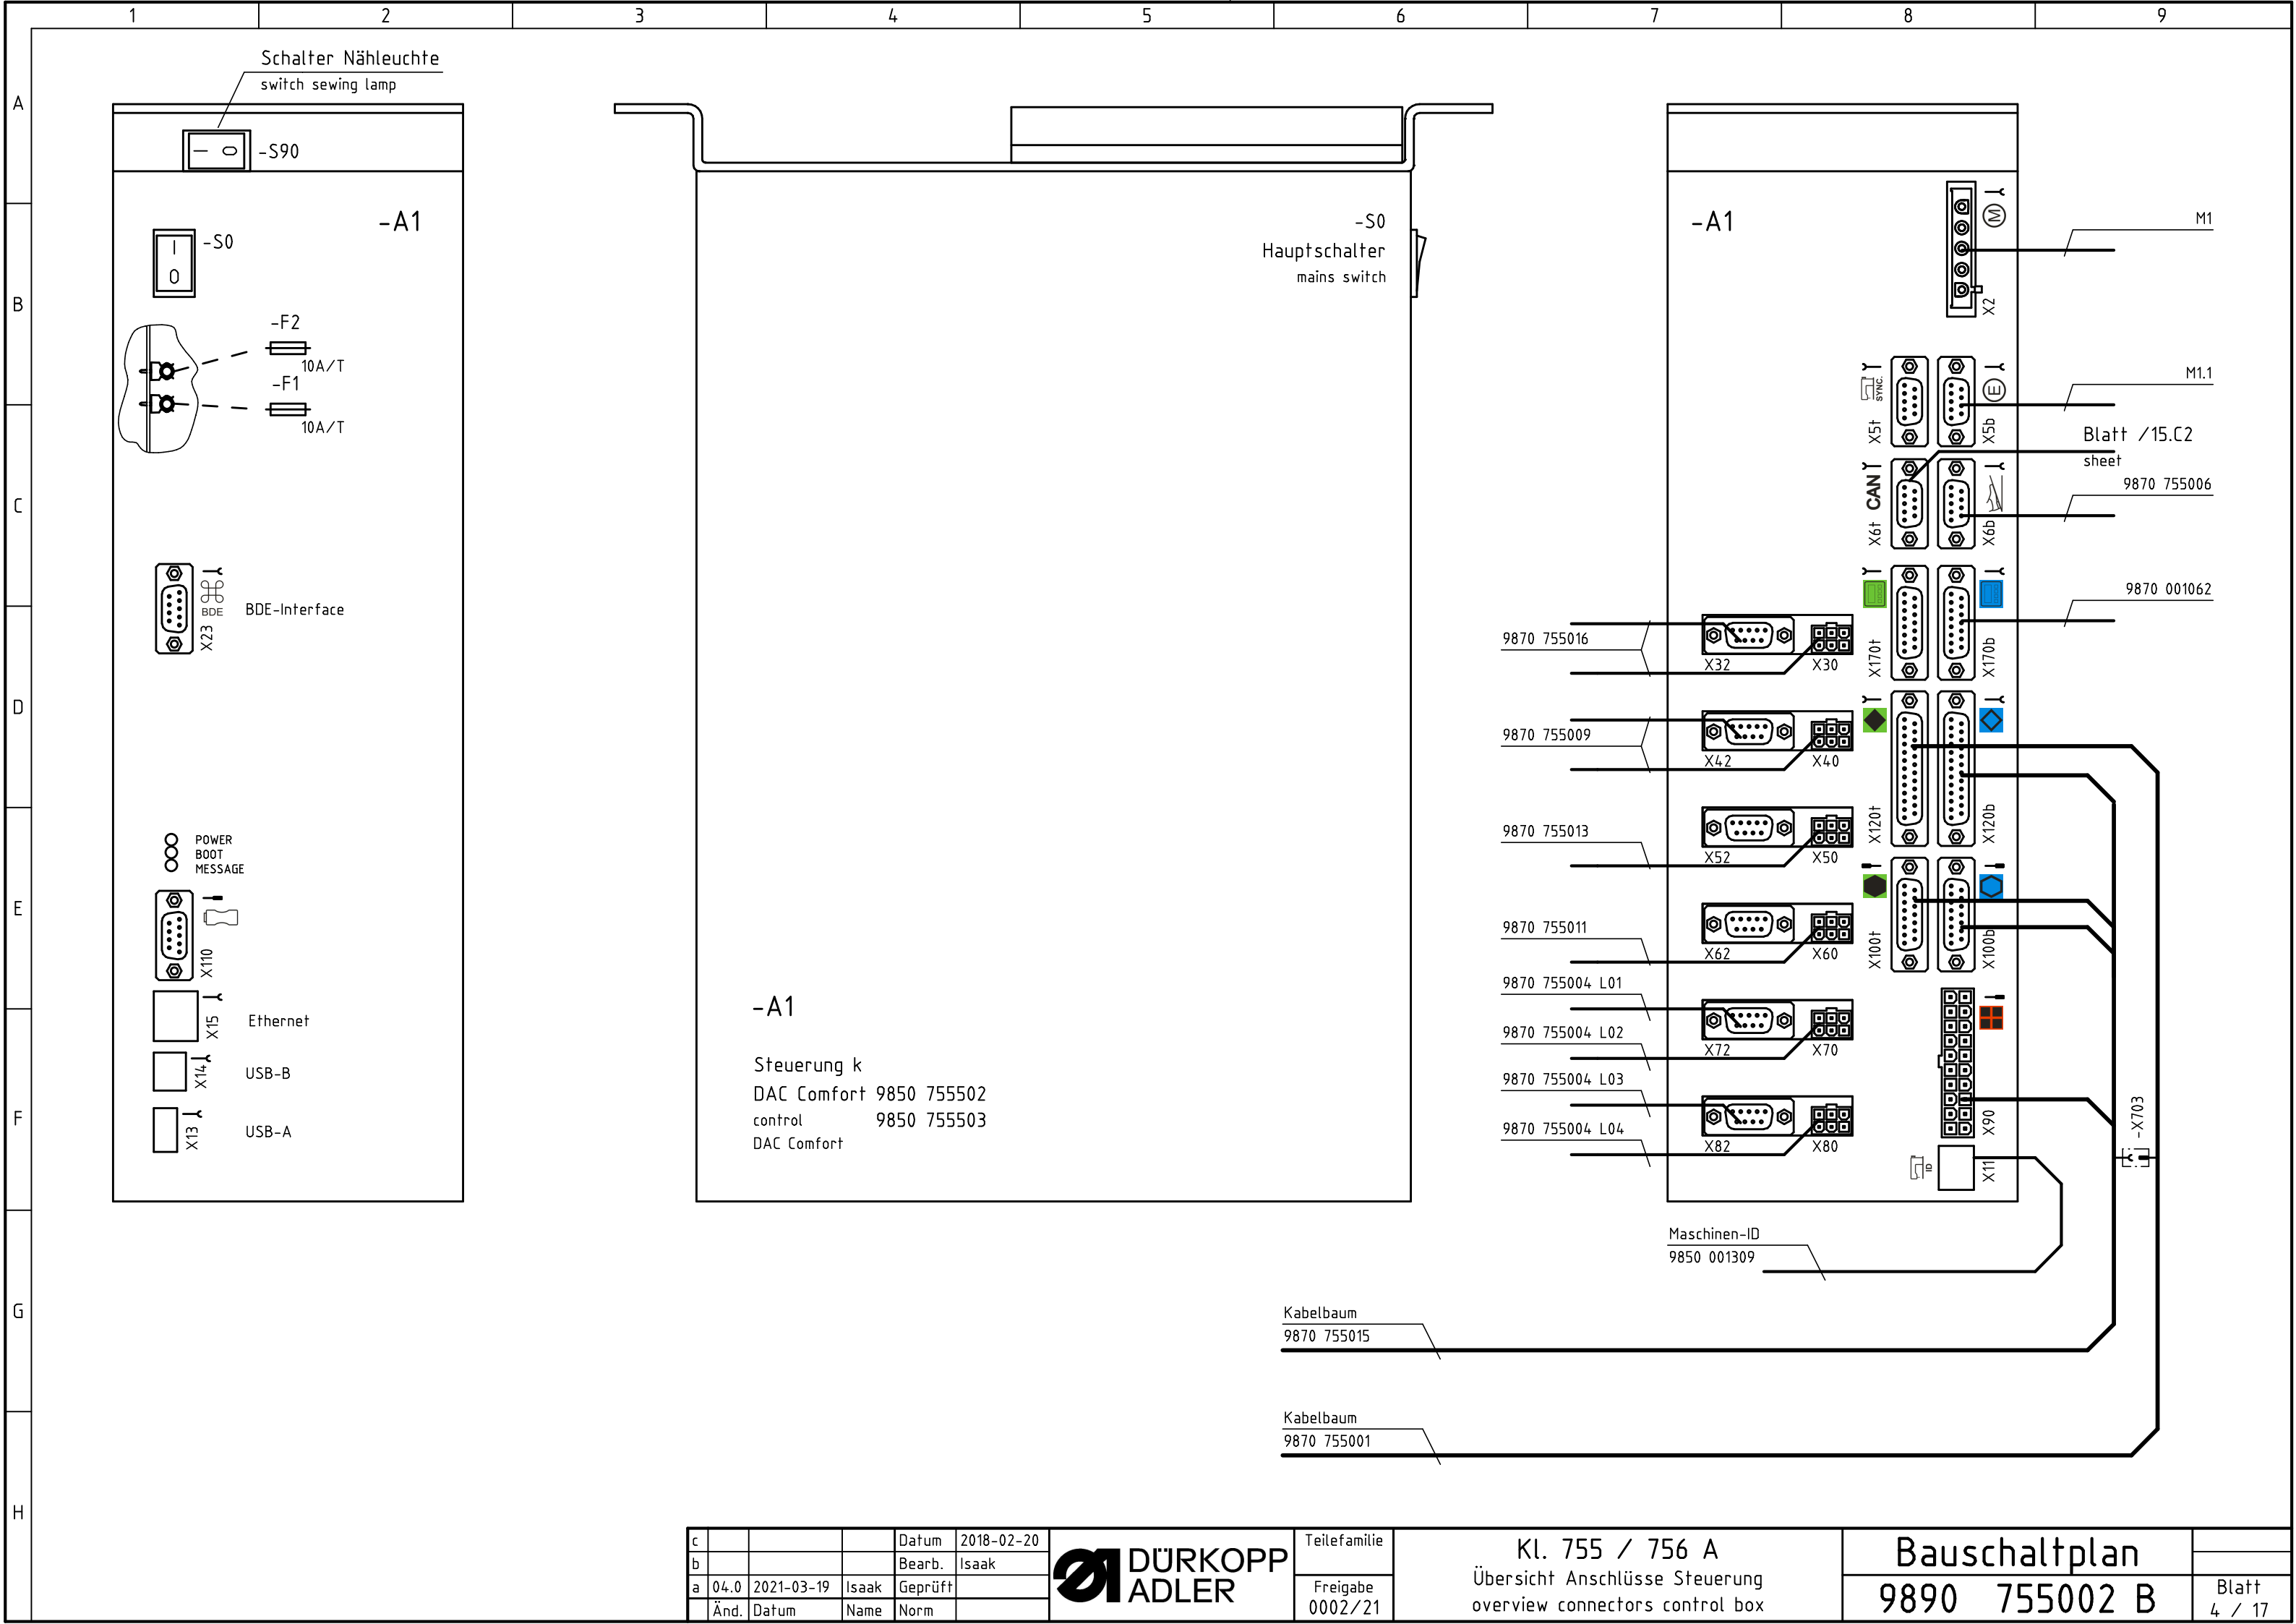 1 2 3 4 5 6 7 8 9
A
B
C
D
E
F
G
H
Schalter Nähleuchte
switch sewing lamp
-S90
-A1
-S0
-F2
10A/T
-F1
10A/T
BDE
X23
BDE-Interface
POWER
BOOT
MESSAGE
X110
X15
Ethernet
X14
USB-B
X13
USB-A
-S0
Hauptschalter
mains switch
-A1
Steuerung k
DAC Comfort 9850 755502
control 9850 755503
DAC Comfort
-A1
M
X2
M1
SYNC.
X5t
E
X5b
M1.1
Blatt /15.C2
sheet
CAN
X6t
X6b
9870 755006
X170t
X170b
9870 001062
9870 755016
X32
X30
9870 755009
X42
X40
X120t
X120b
9870 755013
X52
X50
9870 755011
X62
X60
X100t
X100b
9870 755004 L01
9870 755004 L02
X72
X70
9870 755004 L03
9870 755004 L04
X82
X80
X90
-X703
ID
X11
Maschinen-ID
9850 001309
Kabelbaum
9870 755015
Kabelbaum
9870 755001
c Datum 2018-02-20
b Bearb. Isaak
a 04.0 2021-03-19 Isaak Geprüft
Änd. Datum Name Norm
DÜRKOPP
ADLER
Teilefamilie
Freigabe
0002/21
Kl. 755 / 756 A
Übersicht Anschlüsse Steuerung
overview connectors control box
Bauschaltplan
9890 755002 B
Blatt
4 / 17